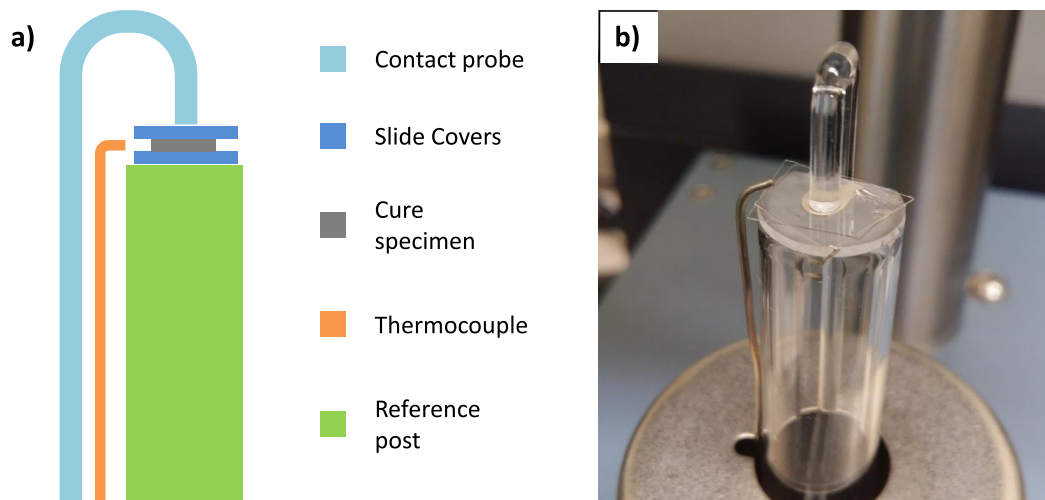 a)
Contact probe
Slide Covers
Cure
specimen
Thermocouple
Reference
post
b)